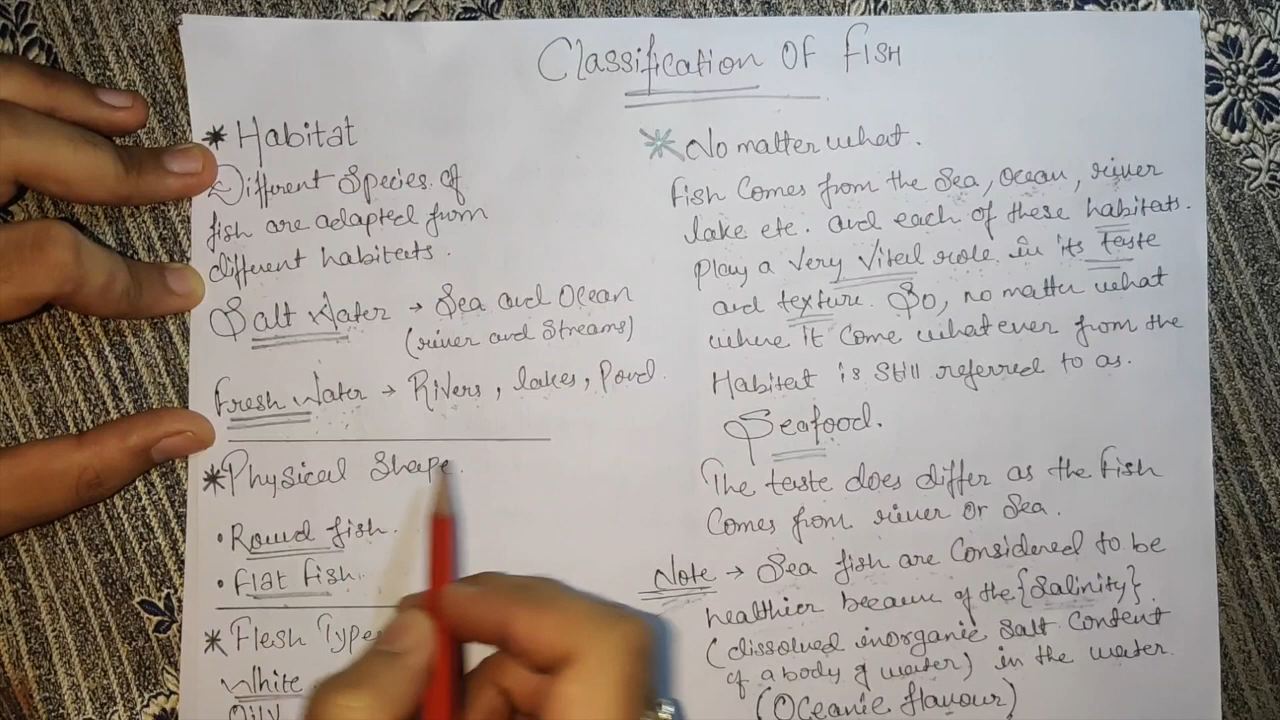 Classification OF FISH
* Habitat
Different Species of
fish are adapted from
different habitats.
Salt Water → Sea and Ocean
(river and Streams)
Fresh Water → Rivers, lakes, Pond.
* Physical Shape.
• Round fish.
• Flat fish.
* Flesh Type
White
Oily
* No matter what.
Fish Comes from the Sea, Ocean, river
lake etc. and each of these habitats.
Play a very Vital role in its taste
and texture. So, no matter what
where it come whatever from the
Habitat is still referred to as.
Seafood.
The taste does differ as the fish
Comes from river or Sea.
Note → Sea fish are Considered to be
healthier because of the {Salinity}.
(dissolved inorganic Salt Content
of a body of water) in the water.
(Oceanic flavour)